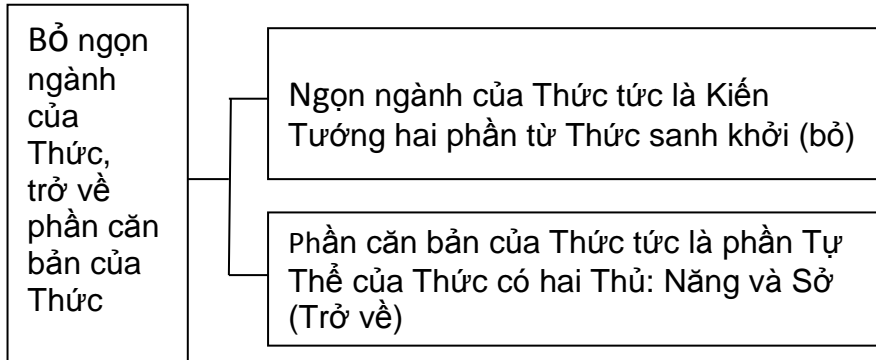 Bỏ ngọn
ngành
của
Thức,
trở về
phần căn
bản của
Thức
Ngọn ngành của Thức tức là Kiến
Tướng hai phần từ Thức sanh khởi (bỏ)
Phần căn bản của Thức tức là phần Tự
Thể của Thức có hai Thủ: Năng và Sở
(Trở về)